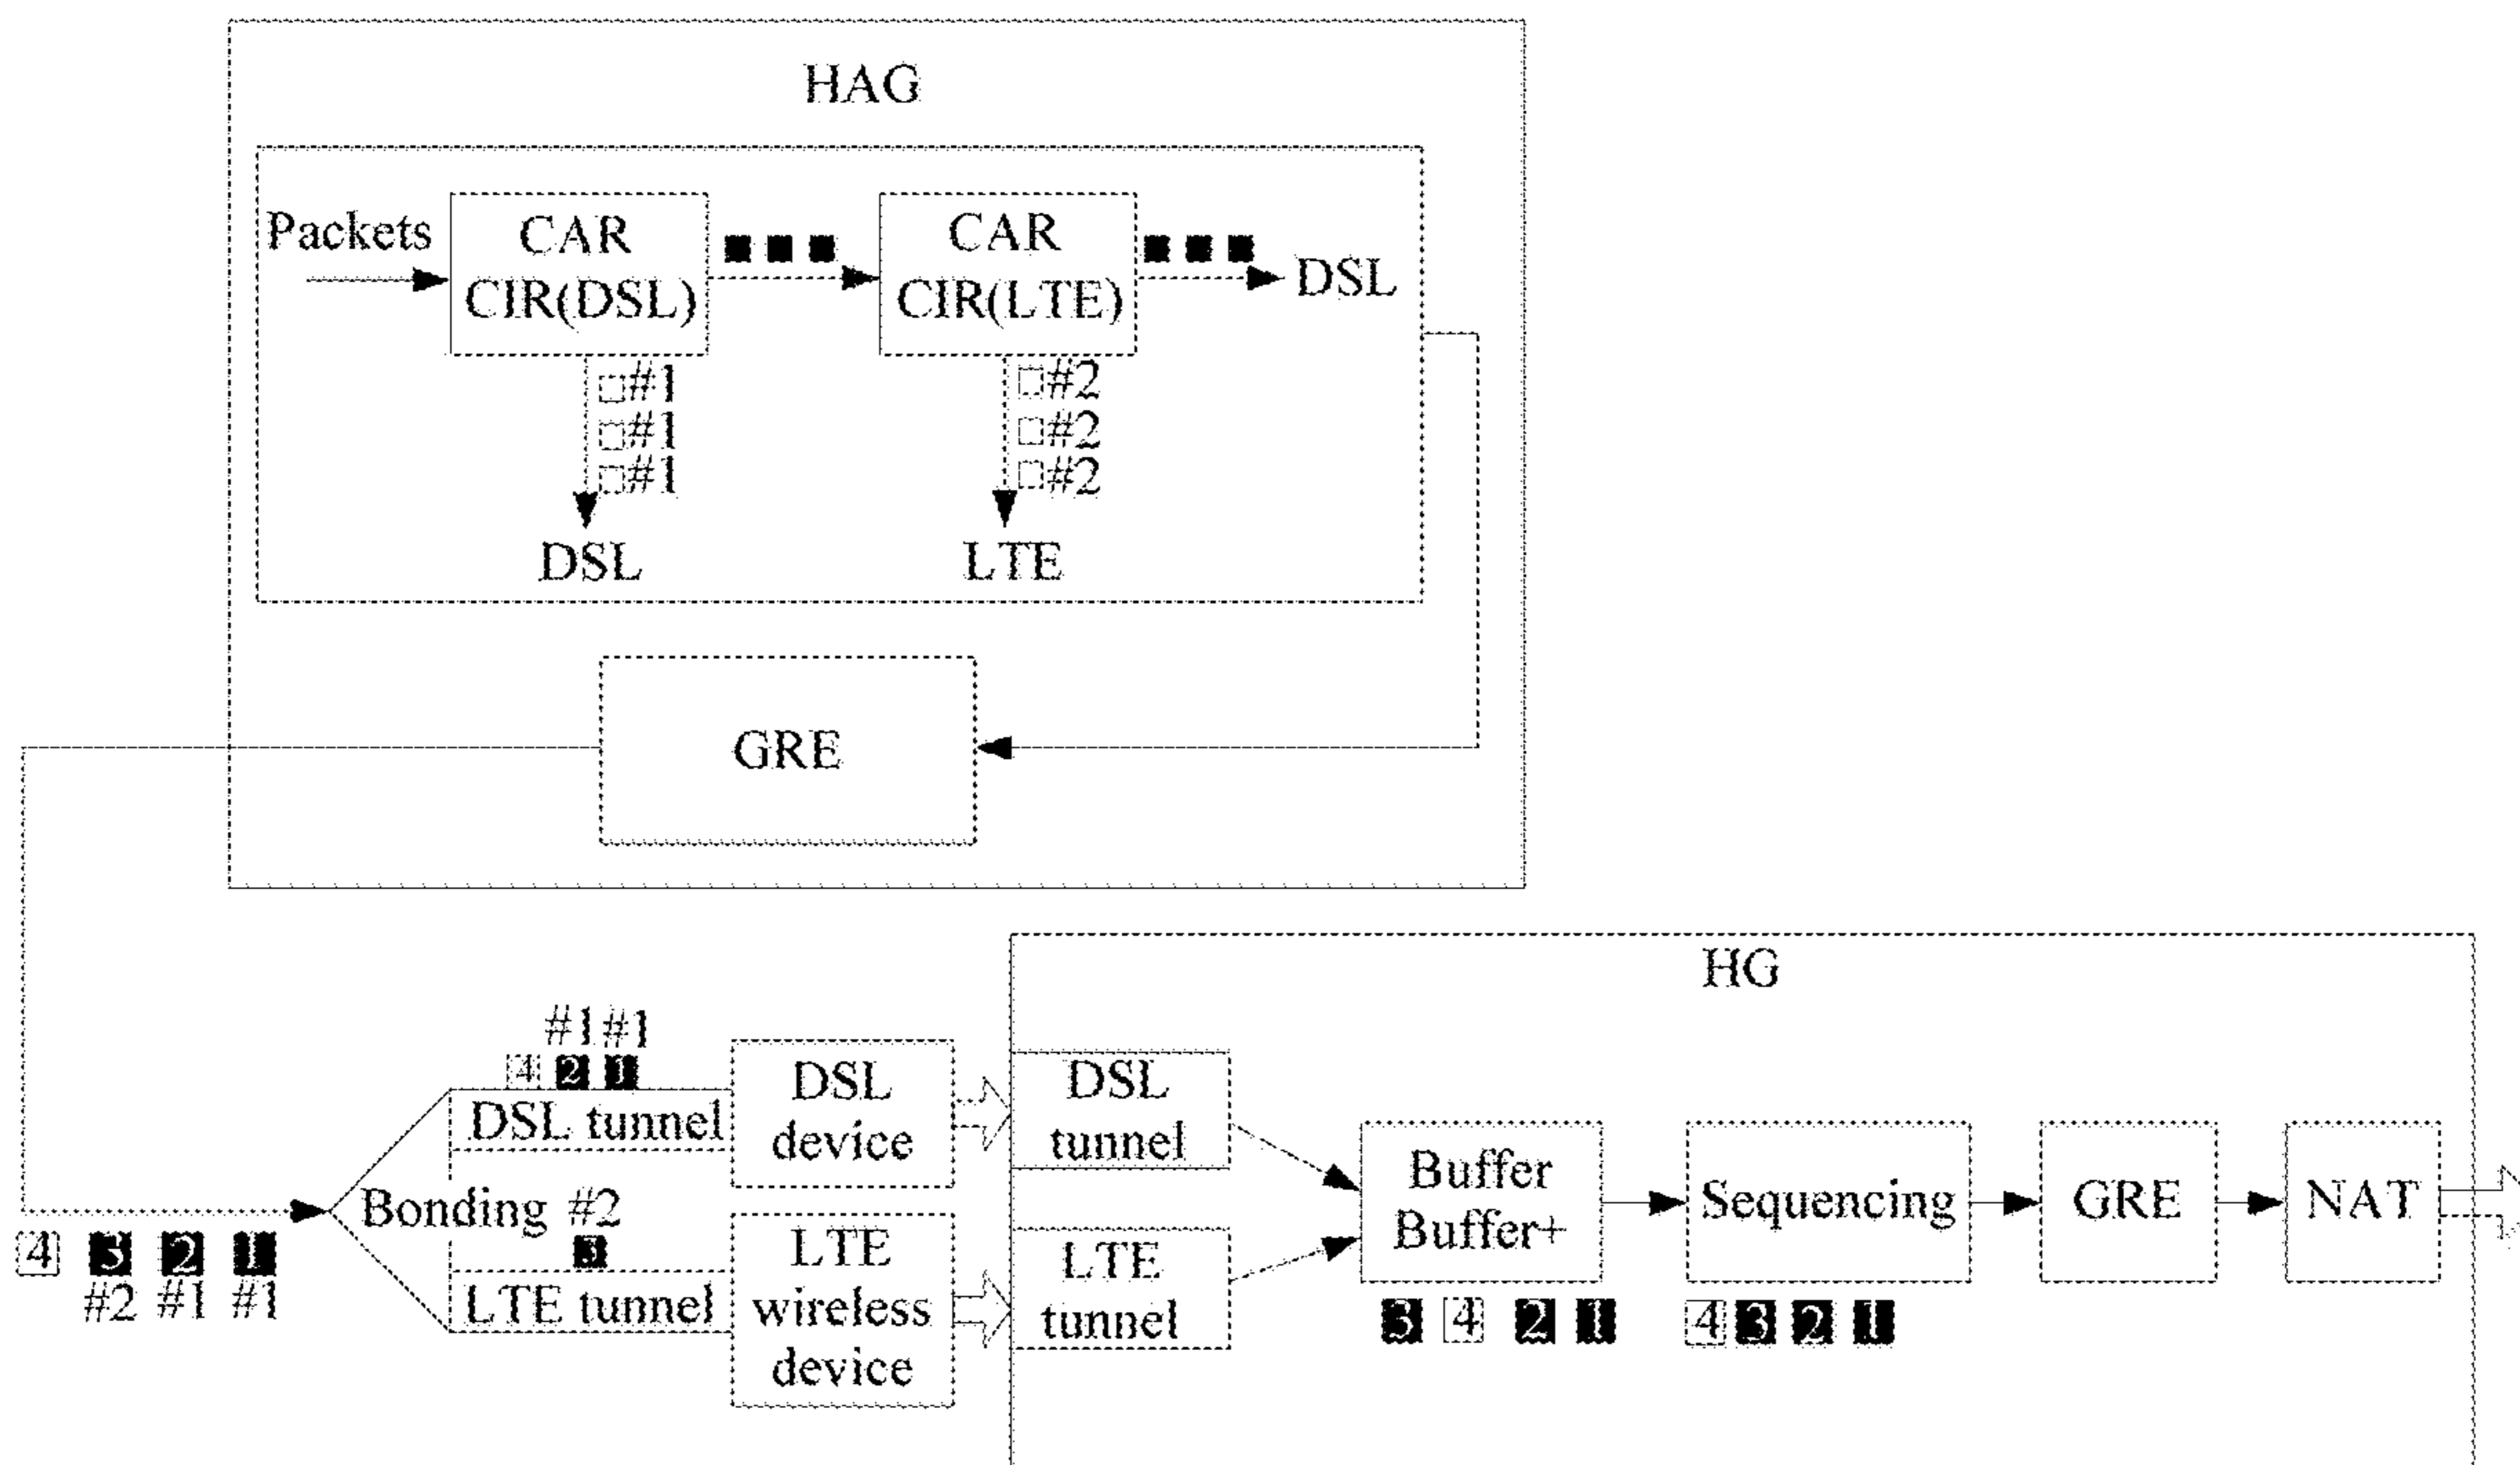 HAG
Packets
CAR
CIR(DSL)
CAR
CIR(LTE)
DSL
#1
#1
#1
#2
#2
#2
DSL
LTE
GRE
HG
#1 #1
4 2 1
DSL tunnel
DSL
device
DSL
tunnel
Bonding
#2
3
LTE tunnel
LTE
wireless
device
LTE
tunnel
4 3 2 1
#2 #1 #1
Buffer
Buffer+
3 4 2 1
Sequencing
4 3 2 1
GRE
NAT